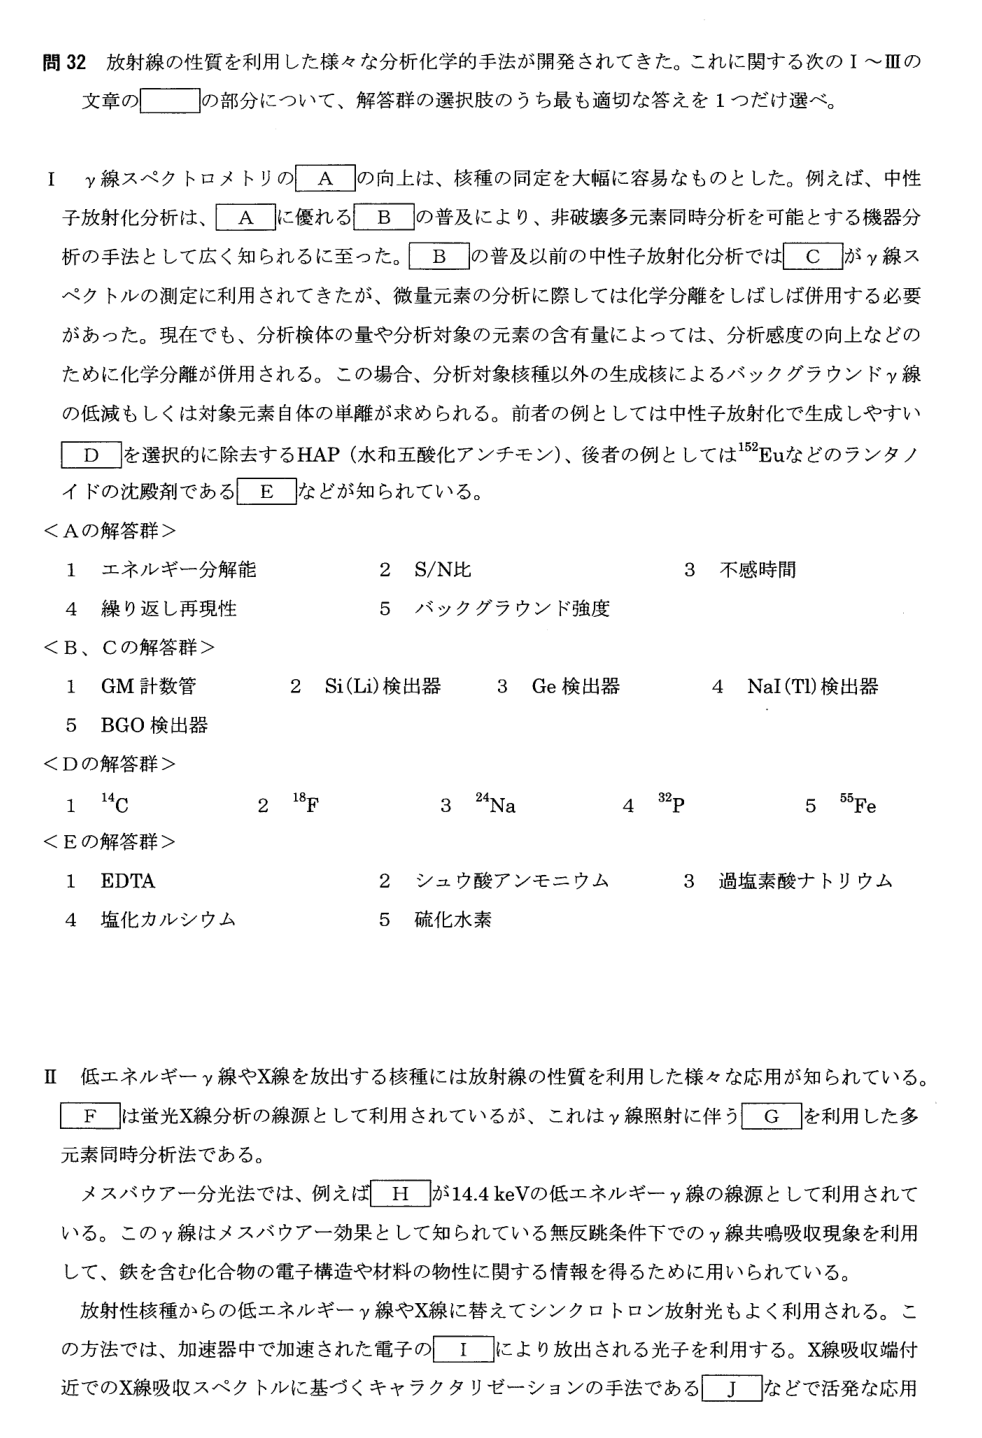 問32 放射線の性質を利用した様々な分析化学的手法が開発されてきた。これに関する次のⅠ～Ⅲの
文章の　　の部分について、解答群の選択肢のうち最も適切な答えを1つだけ選べ。
Ⅰ γ線スペクトロメトリの A の向上は、核種の同定を大幅に容易なものとした。例えば、中性
子放射化分析は、 A に優れる B の普及により、非破壊多元素同時分析を可能とする機器分
析の手法として広く知られるに至った。 B の普及以前の中性子放射化分析では C がγ線ス
ペクトルの測定に利用されてきたが、微量元素の分析に際しては化学分離をしばしば併用する必要
があった。現在でも、分析検体の量や分析対象の元素の含有量によっては、分析感度の向上などの
ために化学分離が併用される。この場合、分析対象核種以外の生成核によるバックグラウンドγ線
の低減もしくは対象元素自体の単離が求められる。前者の例としては中性子放射化で生成しやすい
D を選択的に除去するHAP（水和五酸化アンチモン）、後者の例としては¹⁵²Euなどのランタノ
イドの沈殿剤である E などが知られている。
＜Aの解答群＞
1 エネルギー分解能 2 S/N比 3 不感時間
4 繰り返し再現性 5 バックグラウンド強度
＜B、Cの解答群＞
1 GM計数管 2 Si(Li)検出器 3 Ge検出器 4 NaI(Tl)検出器
5 BGO検出器
＜Dの解答群＞
1 ¹⁴C 2 ¹⁸F 3 ²⁴Na 4 ³²P 5 ⁵⁵Fe
＜Eの解答群＞
1 EDTA 2 シュウ酸アンモニウム 3 過塩素酸ナトリウム
4 塩化カルシウム 5 硫化水素
Ⅱ 低エネルギーγ線やX線を放出する核種には放射線の性質を利用した様々な応用が知られている。
F は蛍光X線分析の線源として利用されているが、これはγ線照射に伴う G を利用した多
元素同時分析法である。
メスバウアー分光法では、例えば H が14.4 keVの低エネルギーγ線の線源として利用されて
いる。このγ線はメスバウアー効果として知られている無反跳条件下でのγ線共鳴吸収現象を利用
して、鉄を含む化合物の電子構造や材料の物性に関する情報を得るために用いられている。
放射性核種からの低エネルギーγ線やX線に替えてシンクロトロン放射光もよく利用される。こ
の方法では、加速器中で加速された電子の I により放出される光子を利用する。X線吸収端付
近でのX線吸収スペクトルに基づくキャラクタリゼーションの手法である J などで活発な応用